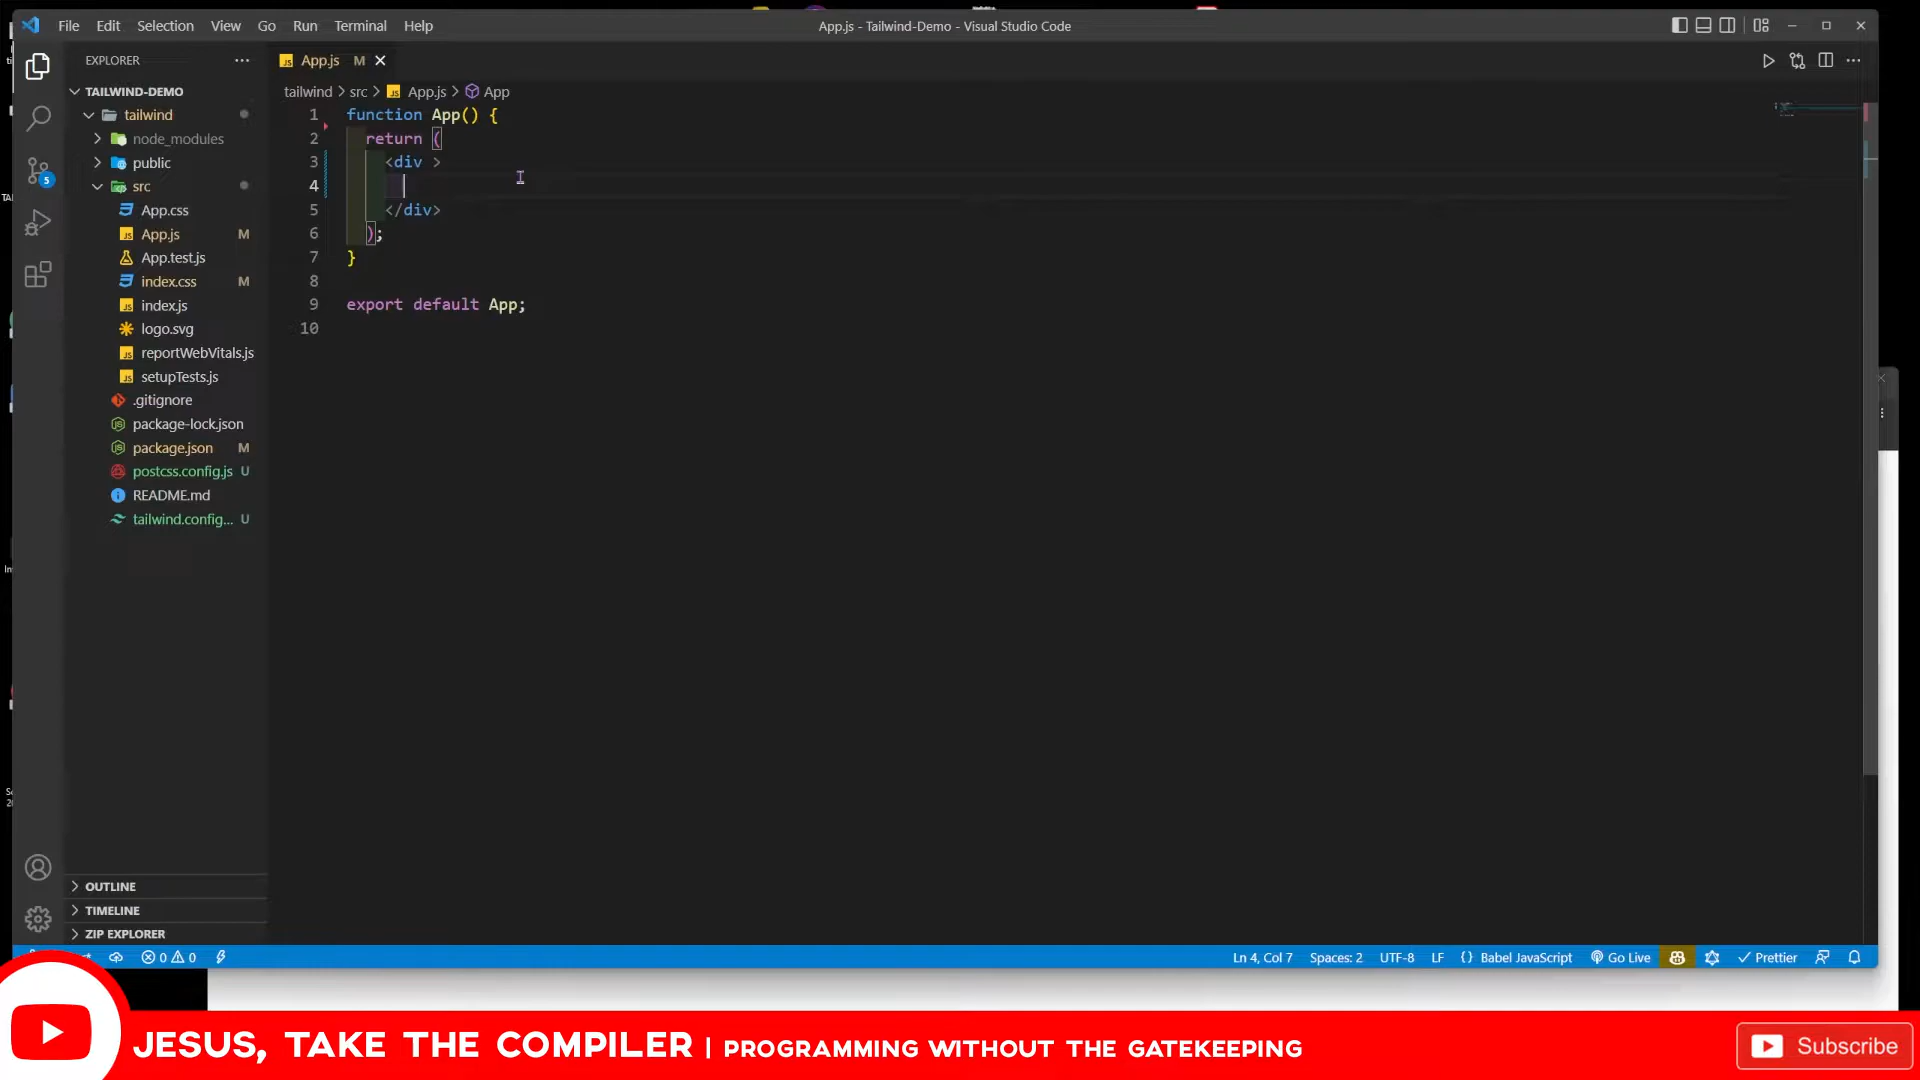 File Edit Selection View Go Run Terminal Help
App.js - Tailwind-Demo - Visual Studio Code
EXPLORER
App.js M
TAILWIND-DEMO
tailwind > src > App.js > App
tailwind
node_modules
public
src
App.css
App.js M
App.test.js
index.css M
index.js
logo.svg
reportWebVitals.js
setupTests.js
.gitignore
package-lock.json
package.json M
postcss.config.js U
README.md
tailwind.config... U
1 function App() {
2 return (
3 <div >
4
5 </div>
6 );
7 }
8
9 export default App;
10
OUTLINE
TIMELINE
ZIP EXPLORER
5
0 0
Ln 4, Col 7 Spaces: 2 UTF-8 LF {} Babel JavaScript Go Live Prettier
JESUS, TAKE THE COMPILER | PROGRAMMING WITHOUT THE GATEKEEPING
Subscribe